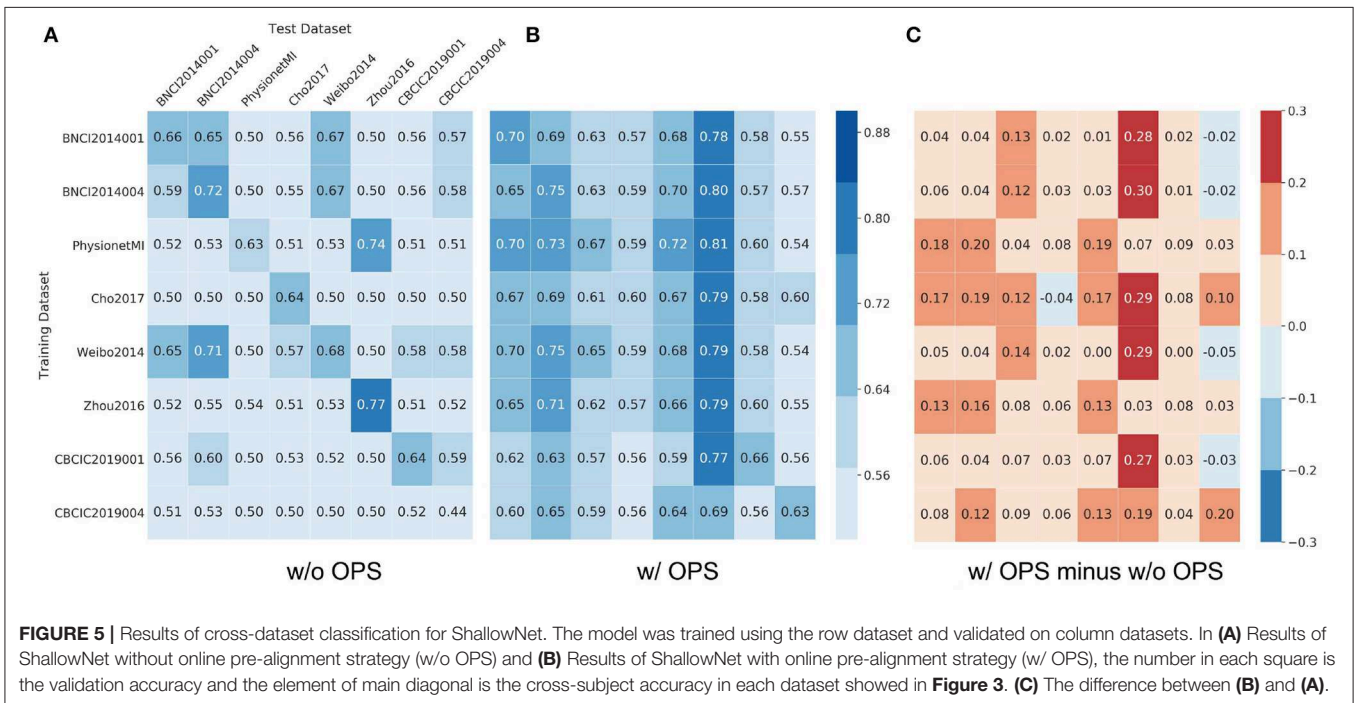 A
Test Dataset
B
C
BNCI2014001
BNCI2014004
PhysionetMI
Cho2017
Weibo2014
Zhou2016
CBCIC2019001
CBCIC2019004
Training Dataset
BNCI2014001 0.66 0.65 0.50 0.56 0.67 0.50 0.56 0.57 0.70 0.69 0.63 0.57 0.68 0.78 0.58 0.55 0.04 0.04 0.13 0.02 0.01 0.28 0.02 -0.02
BNCI2014004 0.59 0.72 0.50 0.55 0.67 0.50 0.56 0.58 0.65 0.75 0.63 0.59 0.70 0.80 0.57 0.57 0.06 0.04 0.12 0.03 0.03 0.30 0.01 -0.02
PhysionetMI 0.52 0.53 0.63 0.51 0.53 0.74 0.51 0.51 0.70 0.73 0.67 0.59 0.72 0.81 0.60 0.54 0.18 0.20 0.04 0.08 0.19 0.07 0.09 0.03
Cho2017 0.50 0.50 0.50 0.64 0.50 0.50 0.50 0.50 0.67 0.69 0.61 0.60 0.67 0.79 0.58 0.60 0.17 0.19 0.12 -0.04 0.17 0.29 0.08 0.10
Weibo2014 0.65 0.71 0.50 0.57 0.68 0.50 0.58 0.58 0.70 0.75 0.65 0.59 0.68 0.79 0.58 0.54 0.05 0.04 0.14 0.02 0.00 0.29 0.00 -0.05
Zhou2016 0.52 0.55 0.54 0.51 0.53 0.77 0.51 0.52 0.65 0.71 0.62 0.57 0.66 0.79 0.60 0.55 0.13 0.16 0.08 0.06 0.13 0.03 0.08 0.03
CBCIC2019001 0.56 0.60 0.50 0.53 0.52 0.50 0.64 0.59 0.62 0.63 0.57 0.56 0.59 0.77 0.66 0.56 0.06 0.04 0.07 0.03 0.07 0.27 0.03 -0.03
CBCIC2019004 0.51 0.53 0.50 0.50 0.50 0.50 0.52 0.44 0.60 0.65 0.59 0.56 0.64 0.69 0.56 0.63 0.08 0.12 0.09 0.06 0.13 0.19 0.04 0.20
0.88
0.80
0.72
0.64
0.56
0.3
0.2
0.1
0.0
−0.1
−0.2
−0.3
w/o OPS
w/ OPS
w/ OPS minus w/o OPS
FIGURE 5 | Results of cross-dataset classification for ShallowNet. The model was trained using the row dataset and validated on column datasets. In (A) Results of
ShallowNet without online pre-alignment strategy (w/o OPS) and (B) Results of ShallowNet with online pre-alignment strategy (w/ OPS), the number in each square is
the validation accuracy and the element of main diagonal is the cross-subject accuracy in each dataset showed in Figure 3. (C) The difference between (B) and (A).